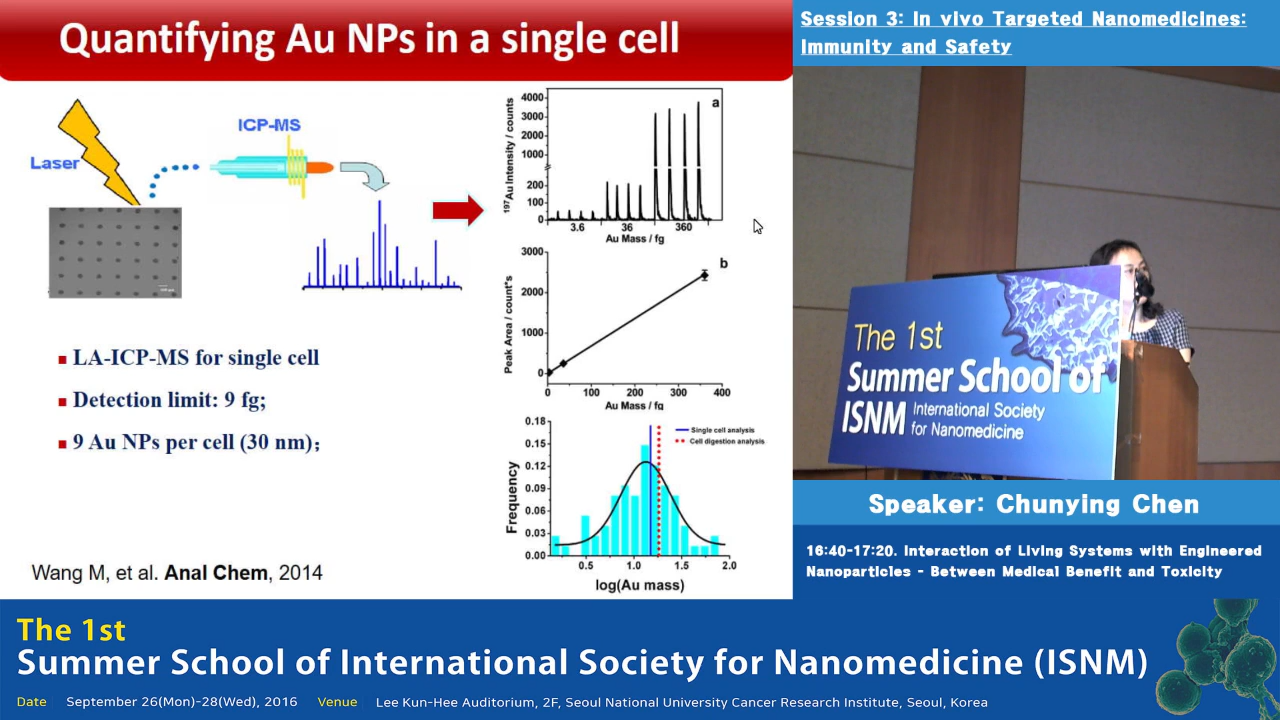 Quantifying Au NPs in a single cell
Laser
ICP-MS
LA-ICP-MS for single cell
Detection limit: 9 fg;
9 Au NPs per cell (30 nm);
Wang M, et al. Anal Chem, 2014
a
197Au Intensity / counts
4000
3000
2000
1000
200
100
0
3.6 36 360
Au Mass / fg
b
Peak Area / count*s
3000
2000
1000
0
0 100 200 300 400
Au Mass / fg
Single cell analysis
Cell digestion analysis
Frequency
0.18
0.15
0.12
0.09
0.06
0.03
0.00
0.5 1.0 1.5 2.0
log(Au mass)
Session 3: In vivo Targeted Nanomedicines:
Immunity and Safety
The 1st
Summer School of
ISNM International Society
for Nanomedicine
Speaker: Chunying Chen
16:40-17:20. Interaction of Living Systems with Engineered
Nanoparticles - Between Medical Benefit and Toxicity
The 1st
Summer School of International Society for Nanomedicine (ISNM)
Date September 26(Mon)-28(Wed), 2016 Venue Lee Kun-Hee Auditorium, 2F, Seoul National University Cancer Research Institute, Seoul, Korea